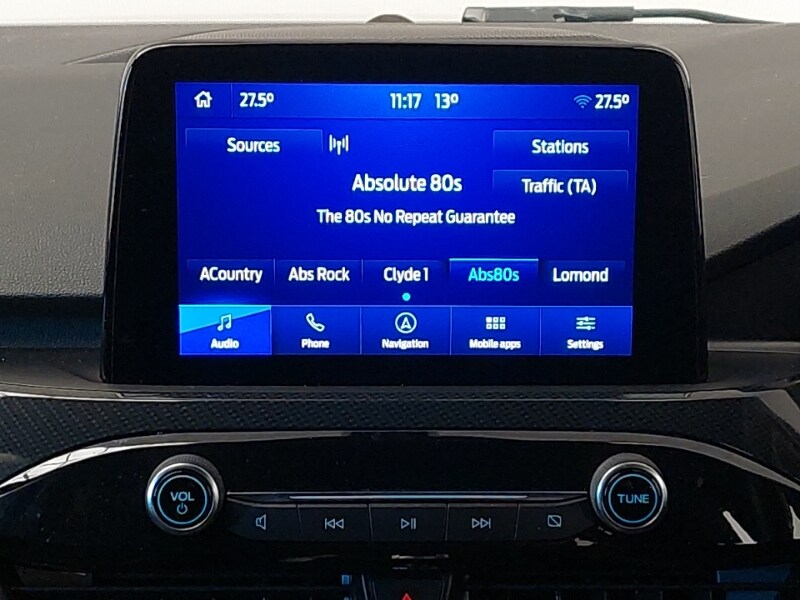 27.5° 11:17 13° 27.5°
Sources Stations
Absolute 80s Traffic (TA)
The 80s No Repeat Guarantee
ACountry Abs Rock Clyde 1 Abs80s Lomond
Audio Phone Navigation Mobile apps Settings
VOL TUNE